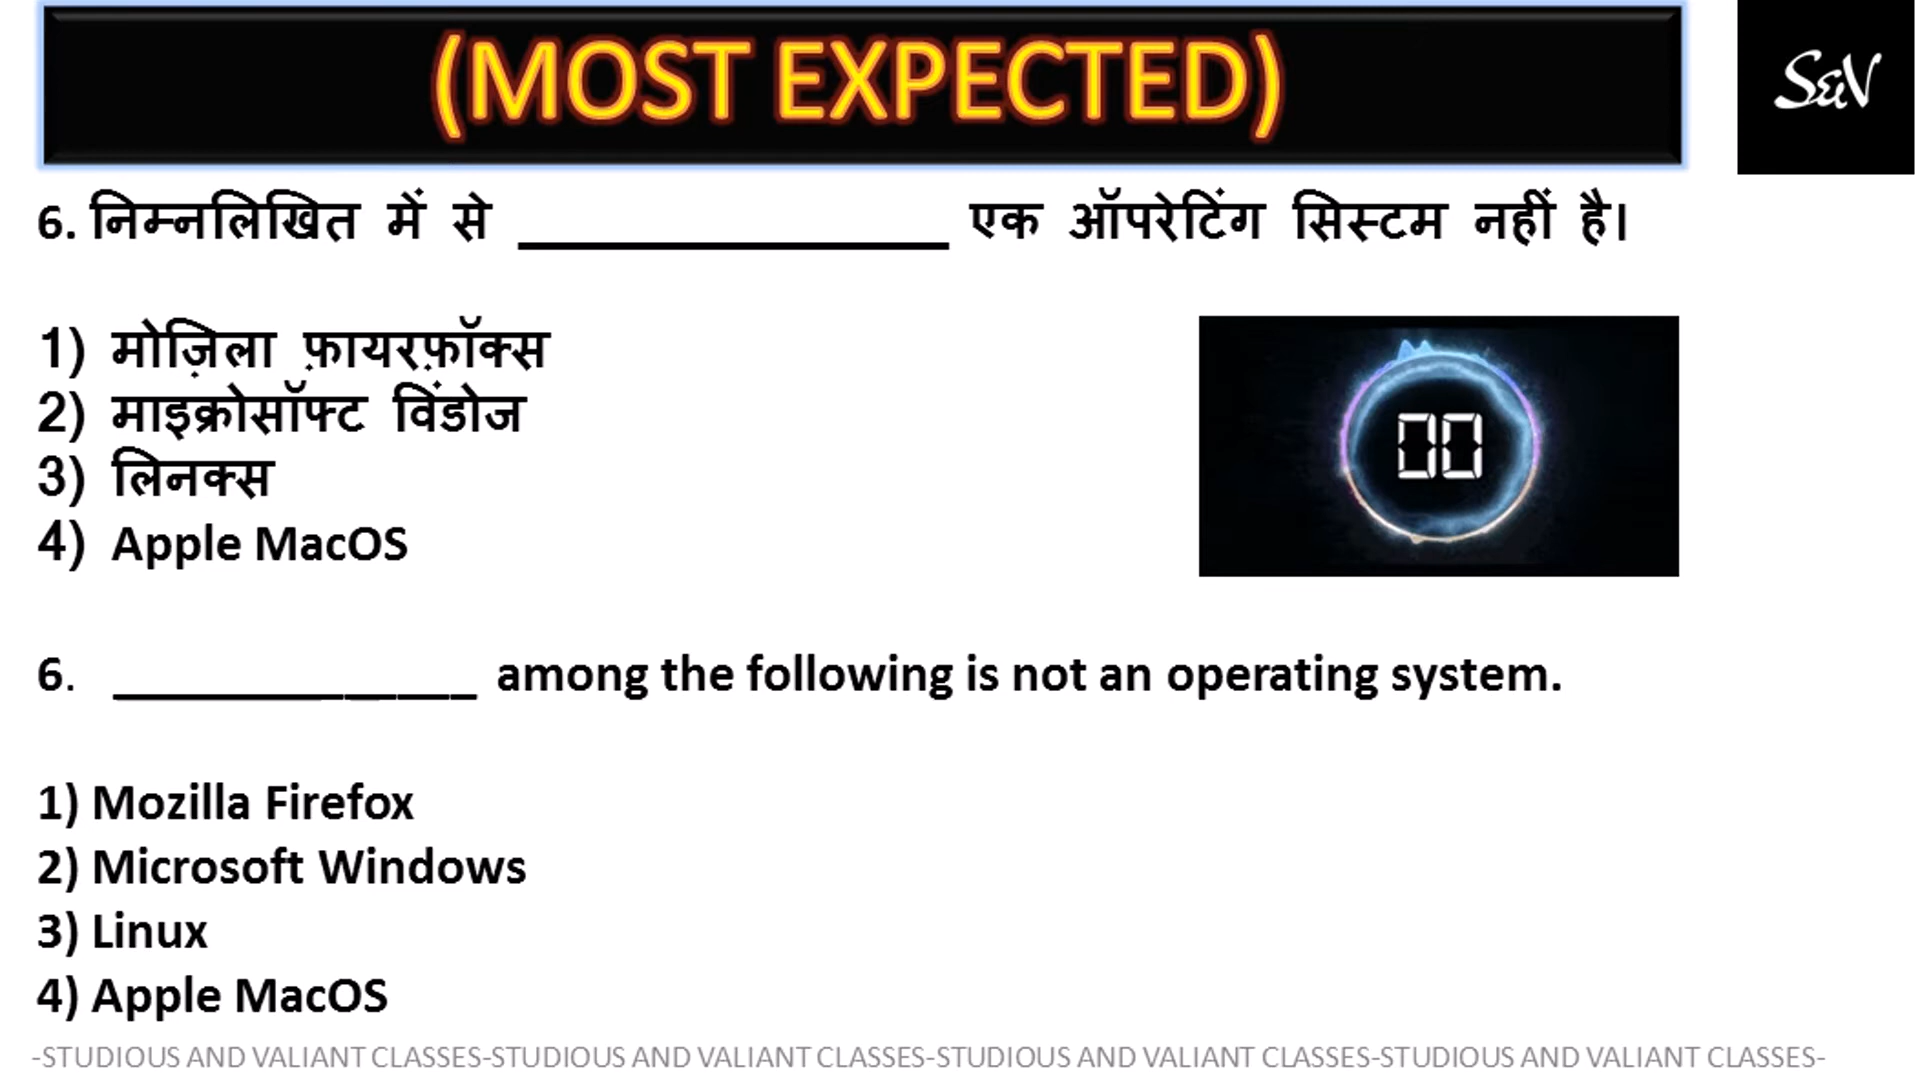 (MOST EXPECTED)
S&V
6. निम्नलिखित में से ________________ एक ऑपरेटिंग सिस्टम नहीं है।
1) मोज़िला फ़ायरफ़ॉक्स
2) माइक्रोसॉफ्ट विंडोज
3) लिनक्स
4) Apple MacOS
00
6. ______________ among the following is not an operating system.
1) Mozilla Firefox
2) Microsoft Windows
3) Linux
4) Apple MacOS
-STUDIOUS AND VALIANT CLASSES-STUDIOUS AND VALIANT CLASSES-STUDIOUS AND VALIANT CLASSES-STUDIOUS AND VALIANT CLASSES-